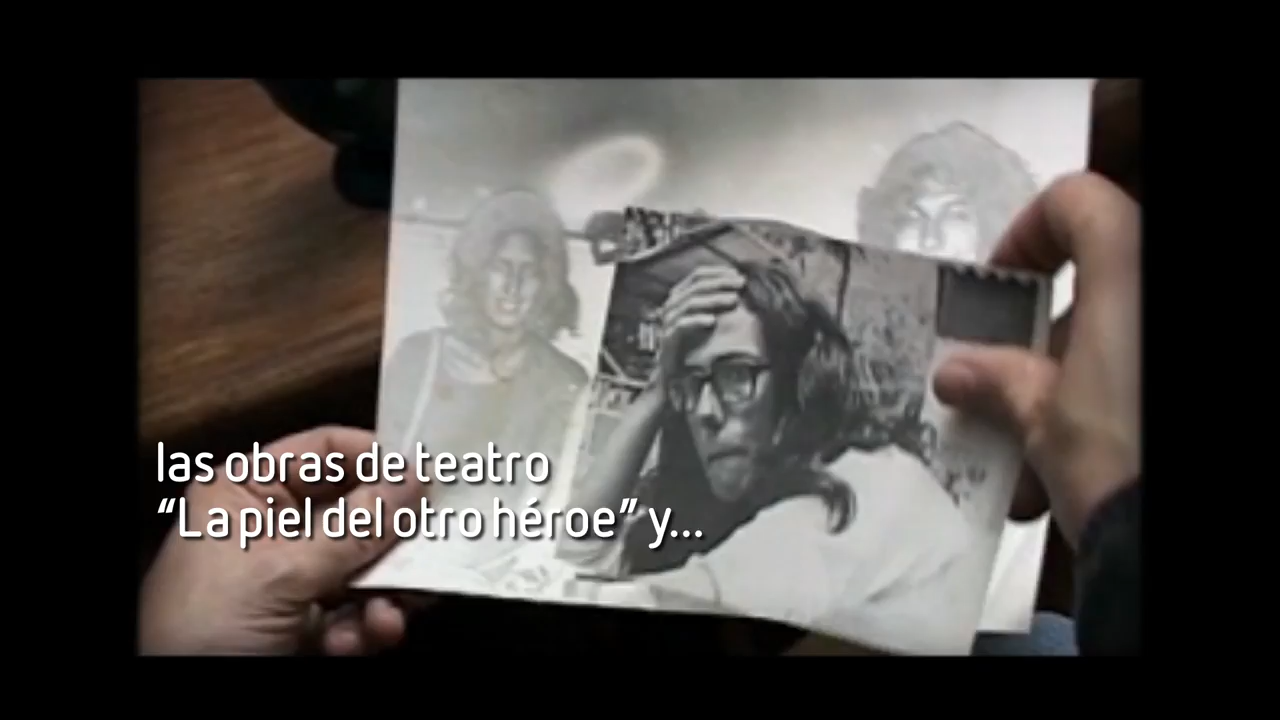 las obras de teatro
“La piel del otro héroe” y...